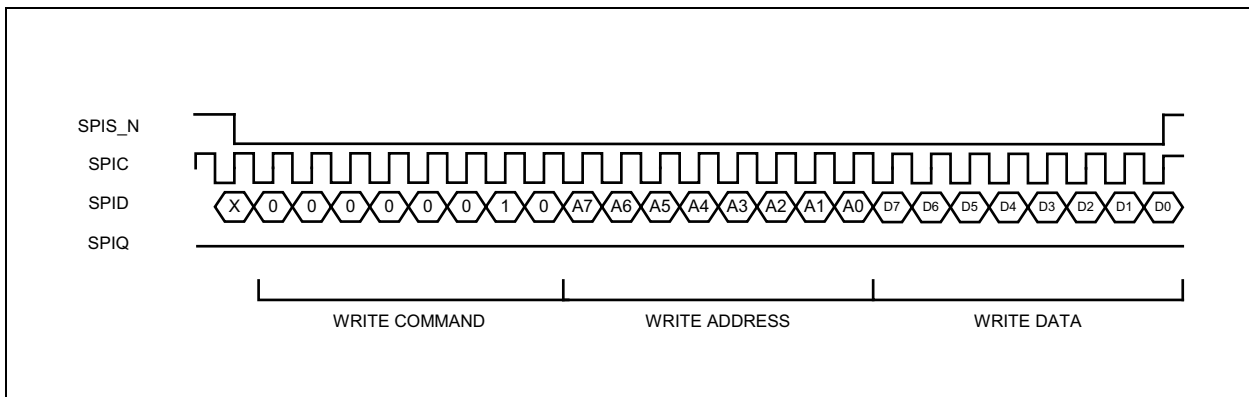 SPIS_N
SPIC
SPID X 0 0 0 0 0 0 1 0 A7 A6 A5 A4 A3 A2 A1 A0 D7 D6 D5 D4 D3 D2 D1 D0
SPIQ
WRITE COMMAND WRITE ADDRESS WRITE DATA